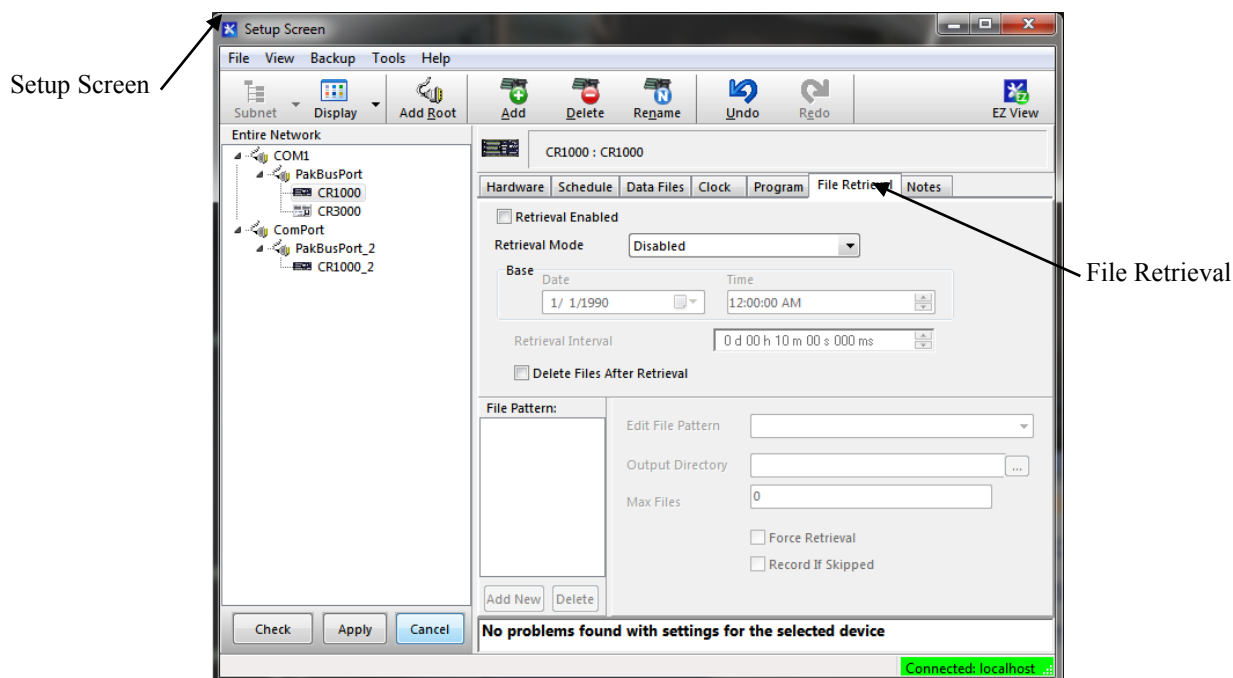 Setup Screen
Setup Screen
File View Backup Tools Help
Subnet Display Add Root Add Delete Rename Undo Redo EZ View
Entire Network
COM1
PakBusPort
CR1000
CR3000
ComPort
PakBusPort_2
CR1000_2
CR1000 : CR1000
Hardware Schedule Data Files Clock Program File Retrieval Notes
Retrieval Enabled
Retrieval Mode Disabled
Base
Date Time
1/ 1/1990 12:00:00 AM
Retrieval Interval 0 d 00 h 10 m 00 s 000 ms
Delete Files After Retrieval
File Retrieval
File Pattern:
Edit File Pattern
Output Directory ...
Max Files 0
Force Retrieval
Record If Skipped
Add New Delete
Check Apply Cancel
No problems found with settings for the selected device
Connected: localhost